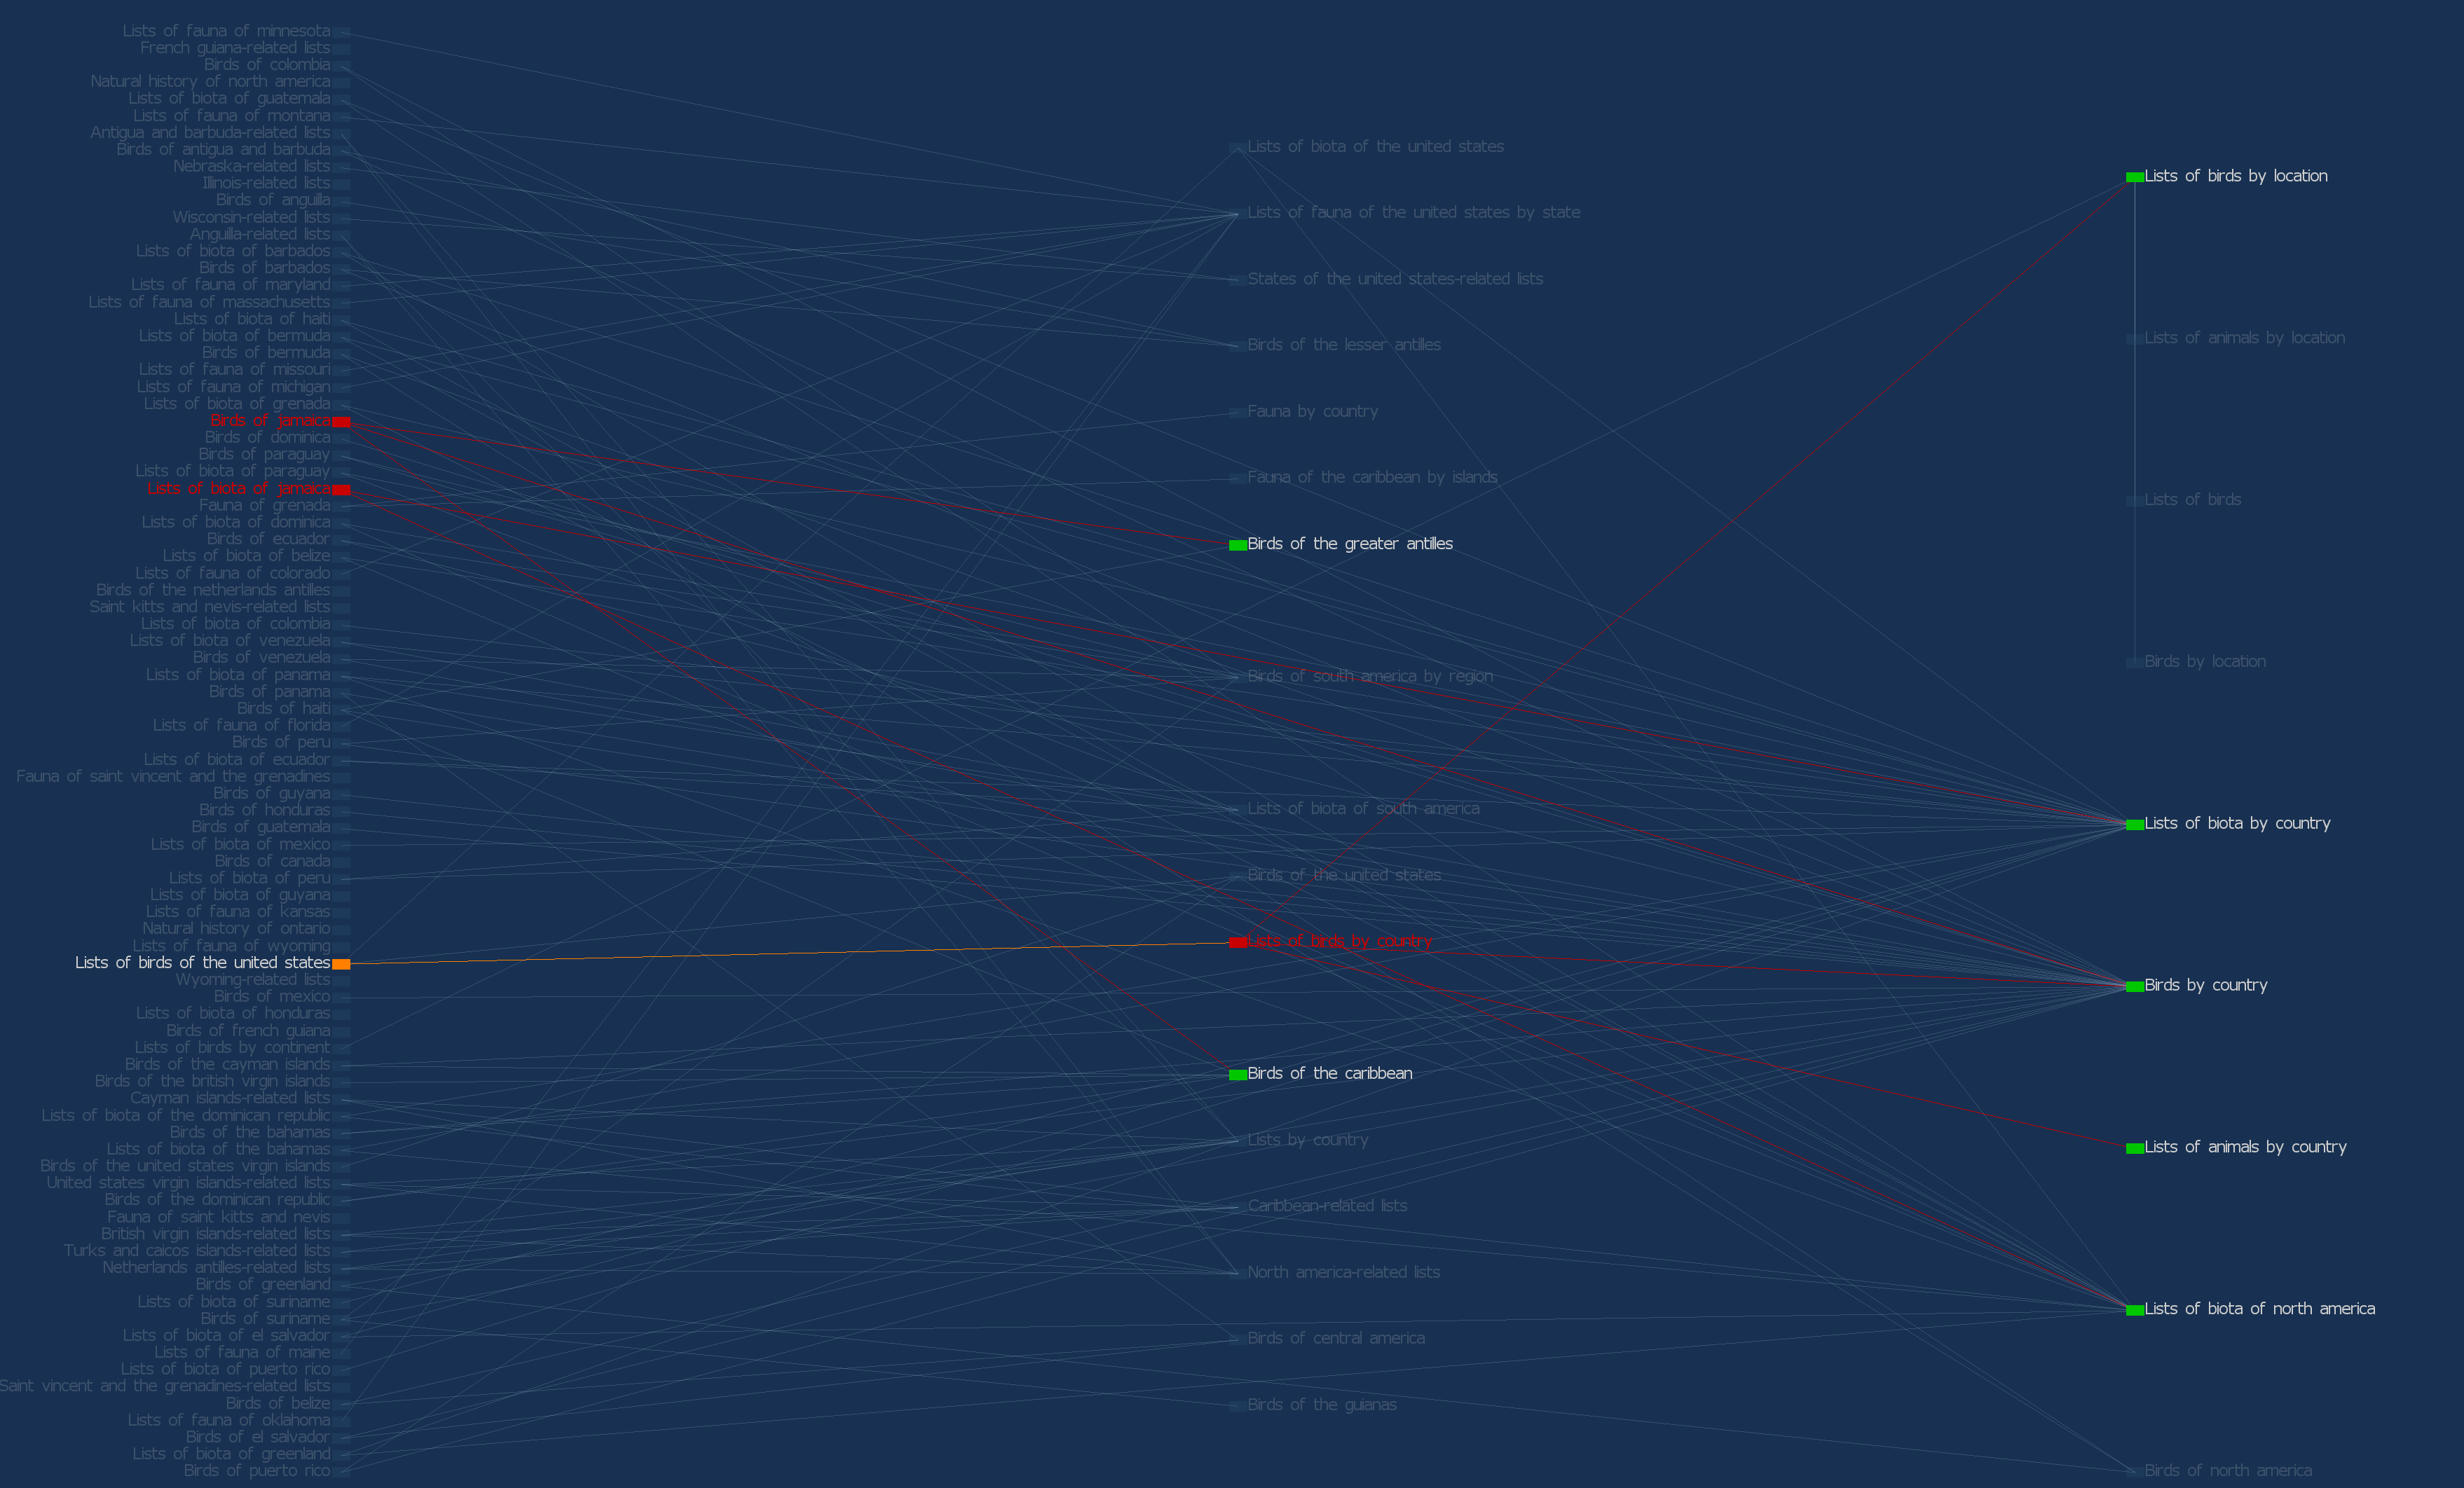 Lists of fauna of minnesota
French guiana-related lists
Birds of colombia
Natural history of north america
Lists of biota of guatemala
Lists of fauna of montana
Antigua and barbuda-related lists
Birds of antigua and barbuda
Nebraska-related lists
Illinois-related lists
Birds of anguilla
Wisconsin-related lists
Anguilla-related lists
Lists of biota of barbados
Birds of barbados
Lists of fauna of maryland
Lists of fauna of massachusetts
Lists of biota of haiti
Lists of biota of bermuda
Birds of bermuda
Lists of fauna of missouri
Lists of fauna of michigan
Lists of biota of grenada
Birds of jamaica
Birds of dominica
Birds of paraguay
Lists of biota of paraguay
Lists of biota of jamaica
Fauna of grenada
Lists of biota of dominica
Birds of ecuador
Lists of biota of belize
Lists of fauna of colorado
Birds of the netherlands antilles
Saint kitts and nevis-related lists
Lists of biota of colombia
Lists of biota of venezuela
Birds of venezuela
Lists of biota of panama
Birds of panama
Birds of haiti
Lists of fauna of florida
Birds of peru
Lists of biota of ecuador
Fauna of saint vincent and the grenadines
Birds of guyana
Birds of honduras
Birds of guatemala
Lists of biota of mexico
Birds of canada
Lists of biota of peru
Lists of biota of guyana
Lists of fauna of kansas
Natural history of ontario
Lists of fauna of wyoming
Lists of birds of the united states
Wyoming-related lists
Birds of mexico
Lists of biota of honduras
Birds of french guiana
Lists of birds by continent
Birds of the cayman islands
Birds of the british virgin islands
Cayman islands-related lists
Lists of biota of the dominican republic
Birds of the bahamas
Lists of biota of the bahamas
Birds of the united states virgin islands
United states virgin islands-related lists
Birds of the dominican republic
Fauna of saint kitts and nevis
British virgin islands-related lists
Turks and caicos islands-related lists
Netherlands antilles-related lists
Birds of greenland
Lists of biota of suriname
Birds of suriname
Lists of biota of el salvador
Lists of fauna of maine
Lists of biota of puerto rico
Saint vincent and the grenadines-related lists
Birds of belize
Lists of fauna of oklahoma
Birds of el salvador
Lists of biota of greenland
Birds of puerto rico
Lists of biota of the united states
Lists of fauna of the united states by state
States of the united states-related lists
Birds of the lesser antilles
Fauna by country
Fauna of the caribbean by islands
Birds of the greater antilles
Birds of south america by region
Lists of biota of south america
Birds of the united states
Lists of birds by country
Birds of the caribbean
Lists by country
Caribbean-related lists
North america-related lists
Birds of central america
Birds of the guianas
Lists of birds by location
Lists of animals by location
Lists of birds
Birds by location
Lists of biota by country
Birds by country
Lists of animals by country
Lists of biota of north america
Birds of north america